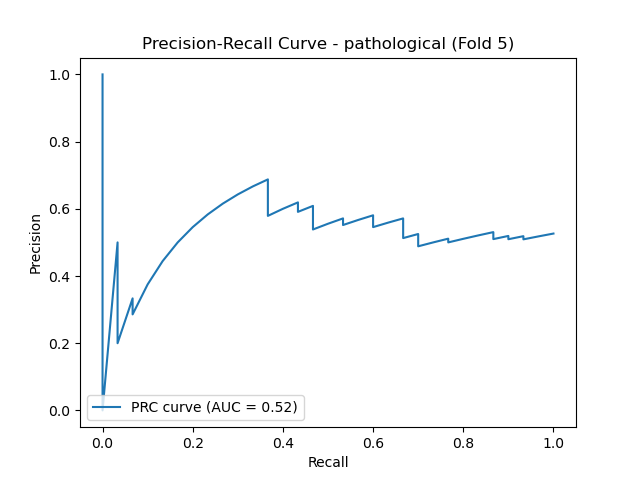 Precision-Recall Curve - pathological (Fold 5)
1.0
0.8
0.6
0.4
0.2
0.0
Precision
PRC curve (AUC = 0.52)
0.0 0.2 0.4 0.6 0.8 1.0
Recall